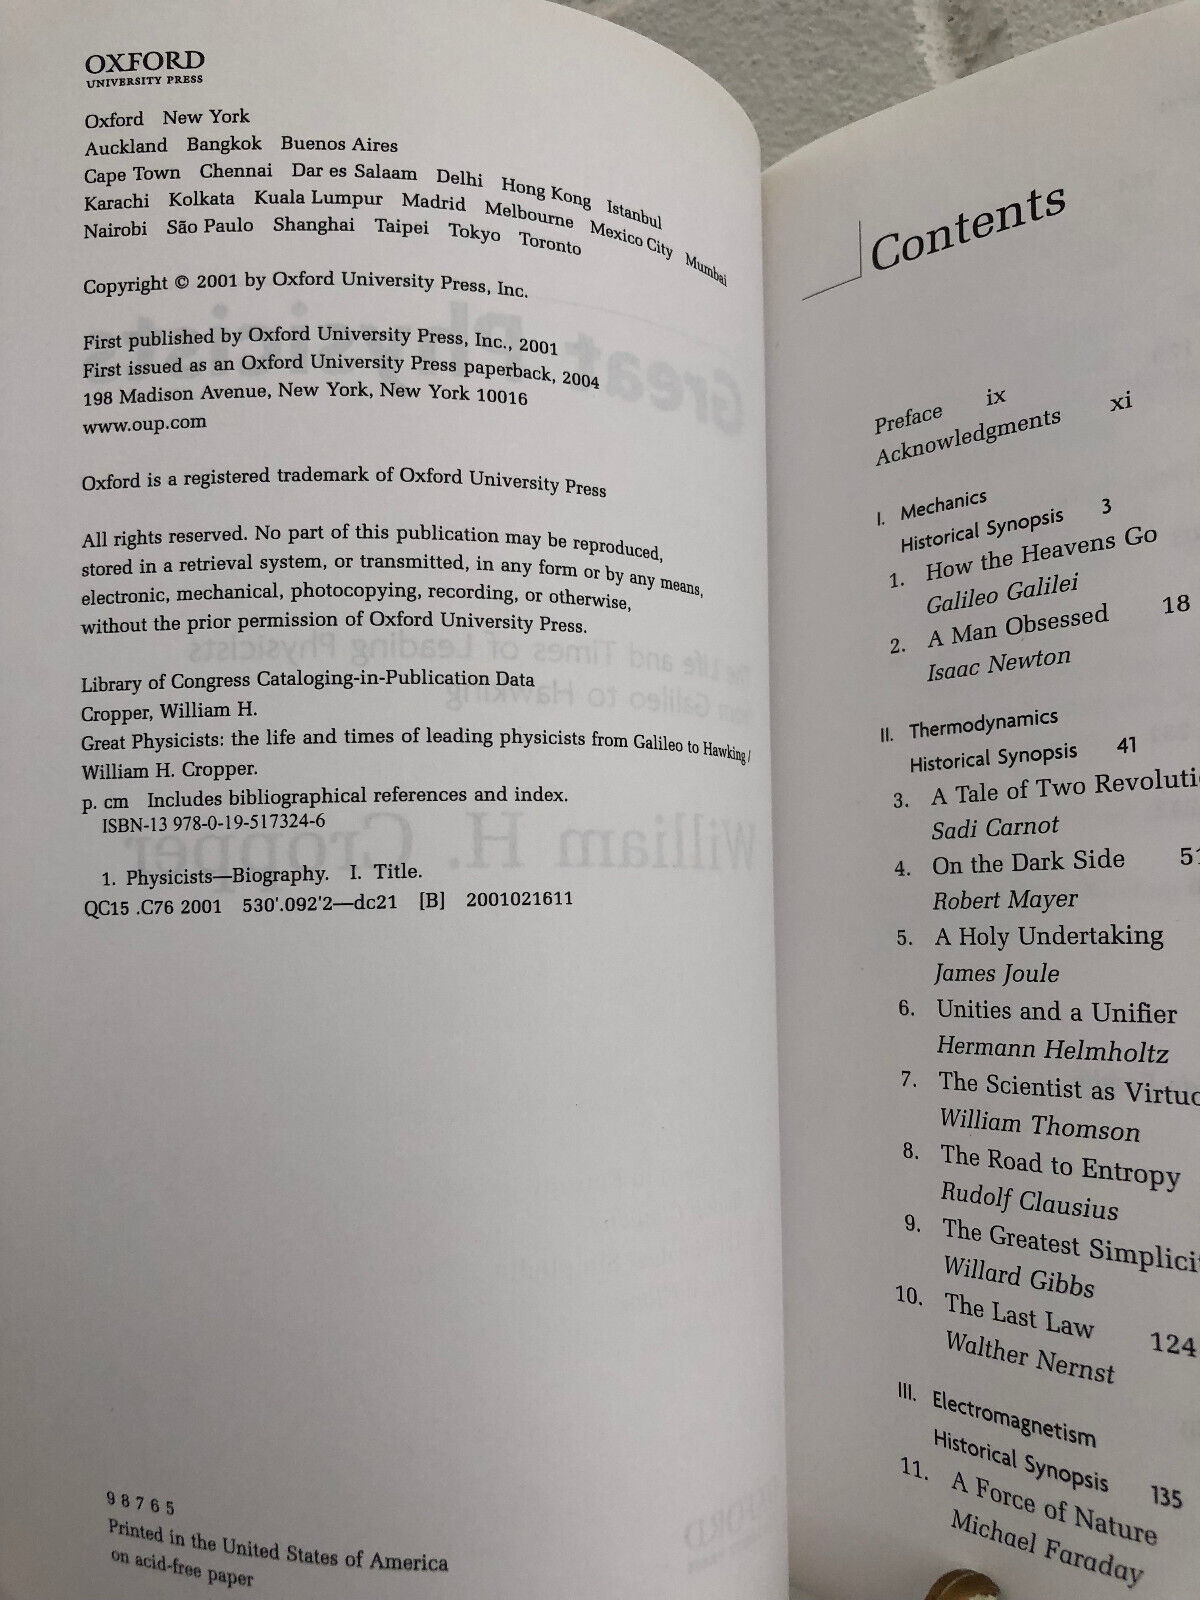 OXFORD
UNIVERSITY PRESS
Oxford New York
Auckland Bangkok Buenos Aires
Cape Town Chennai Dar es Salaam Delhi Hong Kong Istanbul
Karachi Kolkata Kuala Lumpur Madrid Melbourne Mexico City Mumbai
Nairobi São Paulo Shanghai Taipei Tokyo Toronto
Copyright © 2001 by Oxford University Press, Inc.
First published by Oxford University Press, Inc., 2001
First issued as an Oxford University Press paperback, 2004
198 Madison Avenue, New York, New York 10016
www.oup.com
Oxford is a registered trademark of Oxford University Press
All rights reserved. No part of this publication may be reproduced,
stored in a retrieval system, or transmitted, in any form or by any means,
electronic, mechanical, photocopying, recording, or otherwise,
without the prior permission of Oxford University Press.
Library of Congress Cataloging-in-Publication Data
Cropper, William H.
Great Physicists: the life and times of leading physicists from Galileo to Hawking /
William H. Cropper.
p. cm Includes bibliographical references and index.
ISBN-13 978-0-19-517324-6
1. Physicists—Biography. I. Title.
QC15 .C76 2001 530'.092'2—dc21 [B] 2001021611
9 8 7 6 5
Printed in the United States of America
on acid-free paper
Contents
Preface ix
Acknowledgments xi
I. Mechanics
Historical Synopsis 3
1. How the Heavens Go
Galileo Galilei
2. A Man Obsessed 18
Isaac Newton
II. Thermodynamics
Historical Synopsis 41
3. A Tale of Two Revoluti
Sadi Carnot
4. On the Dark Side 51
Robert Mayer
5. A Holy Undertaking
James Joule
6. Unities and a Unifier
Hermann Helmholtz
7. The Scientist as Virtuo
William Thomson
8. The Road to Entropy
Rudolf Clausius
9. The Greatest Simplicit
Willard Gibbs
10. The Last Law 124
Walther Nernst
III. Electromagnetism
Historical Synopsis 135
11. A Force of Nature
Michael Faraday